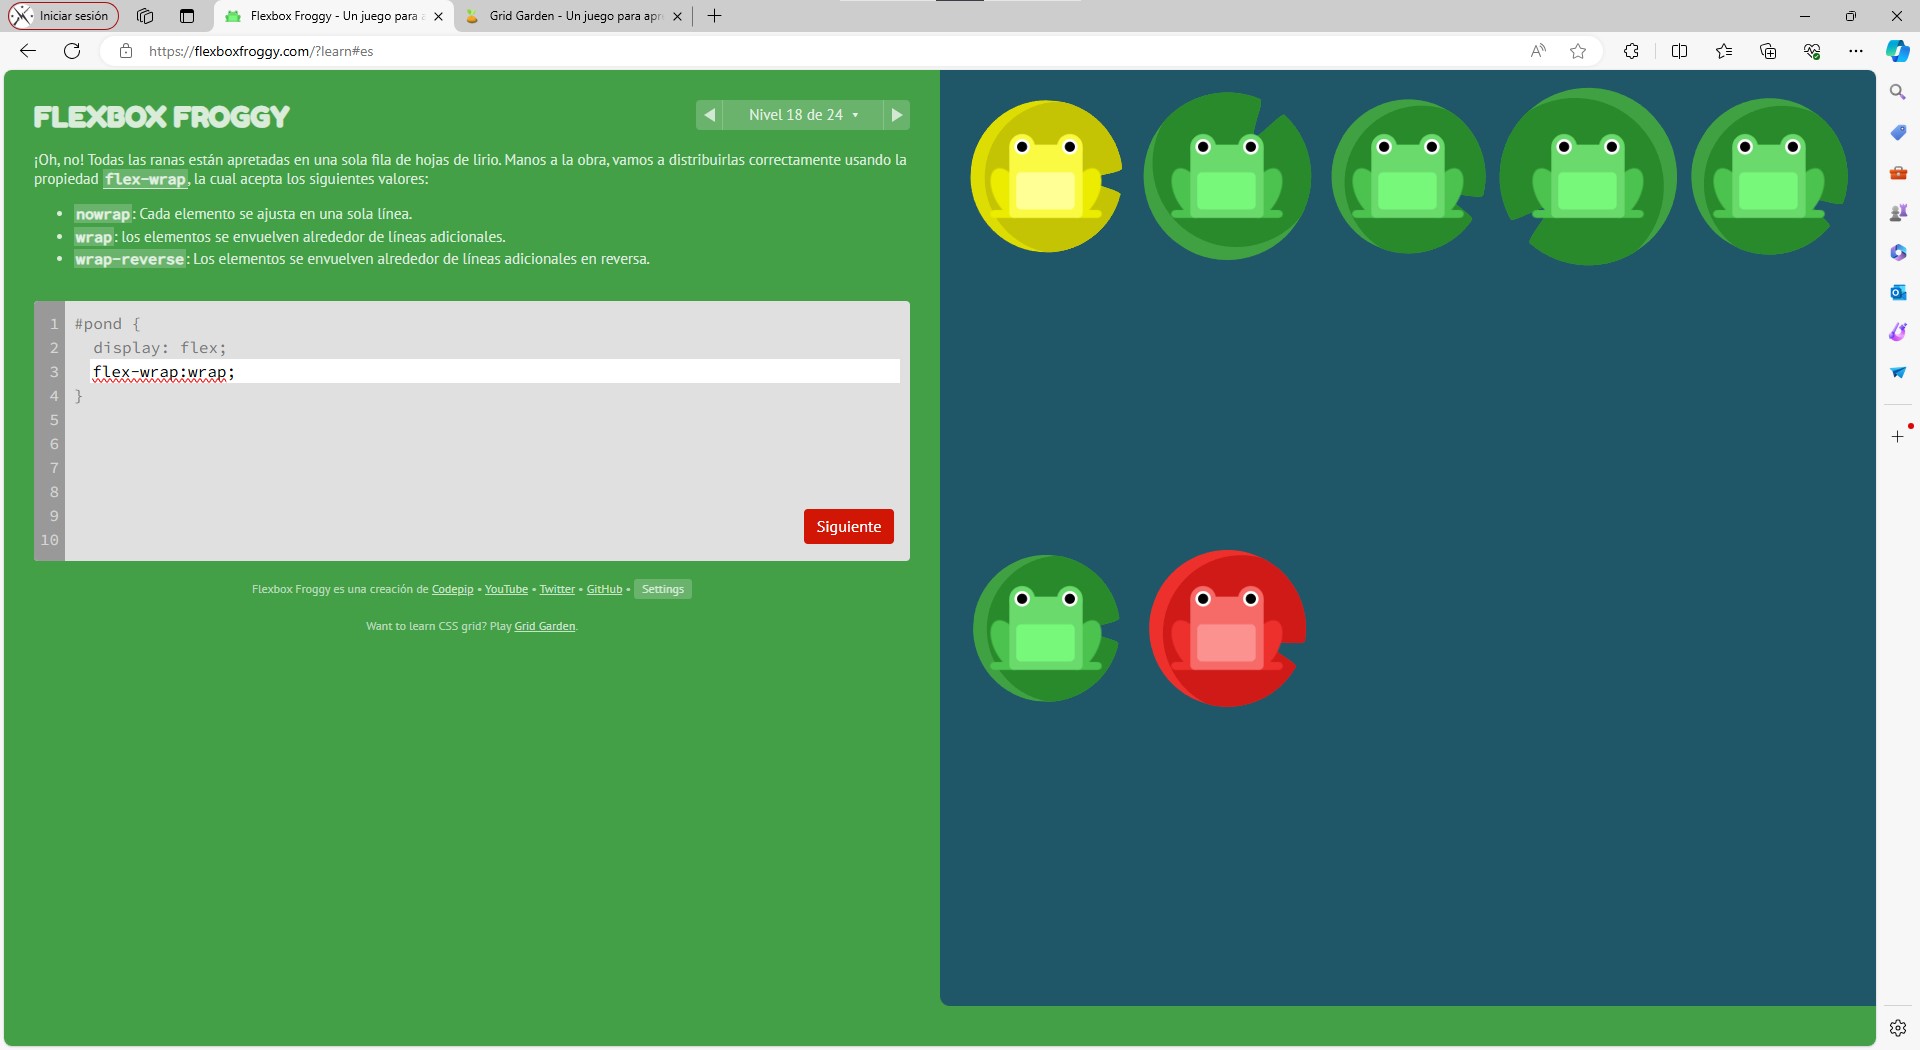 Iniciar sesión
Flexbox Froggy - Un juego para a
Grid Garden - Un juego para apr
https://flexboxfroggy.com/?learn#es
FLEXBOX FROGGY
Nivel 18 de 24
¡Oh, no! Todas las ranas están apretadas en una sola fila de hojas de lirio. Manos a la obra, vamos a distribuirlas correctamente usando la
propiedad flex-wrap, la cual acepta los siguientes valores:
• nowrap: Cada elemento se ajusta en una sola línea.
• wrap: los elementos se envuelven alrededor de líneas adicionales.
• wrap-reverse: Los elementos se envuelven alrededor de líneas adicionales en reversa.
1 #pond {
2 display: flex;
3 flex-wrap:wrap;
4 }
5
6
7
8
9
10
Siguiente
Flexbox Froggy es una creación de Codepip • YouTube • Twitter • GitHub • Settings
Want to learn CSS grid? Play Grid Garden.